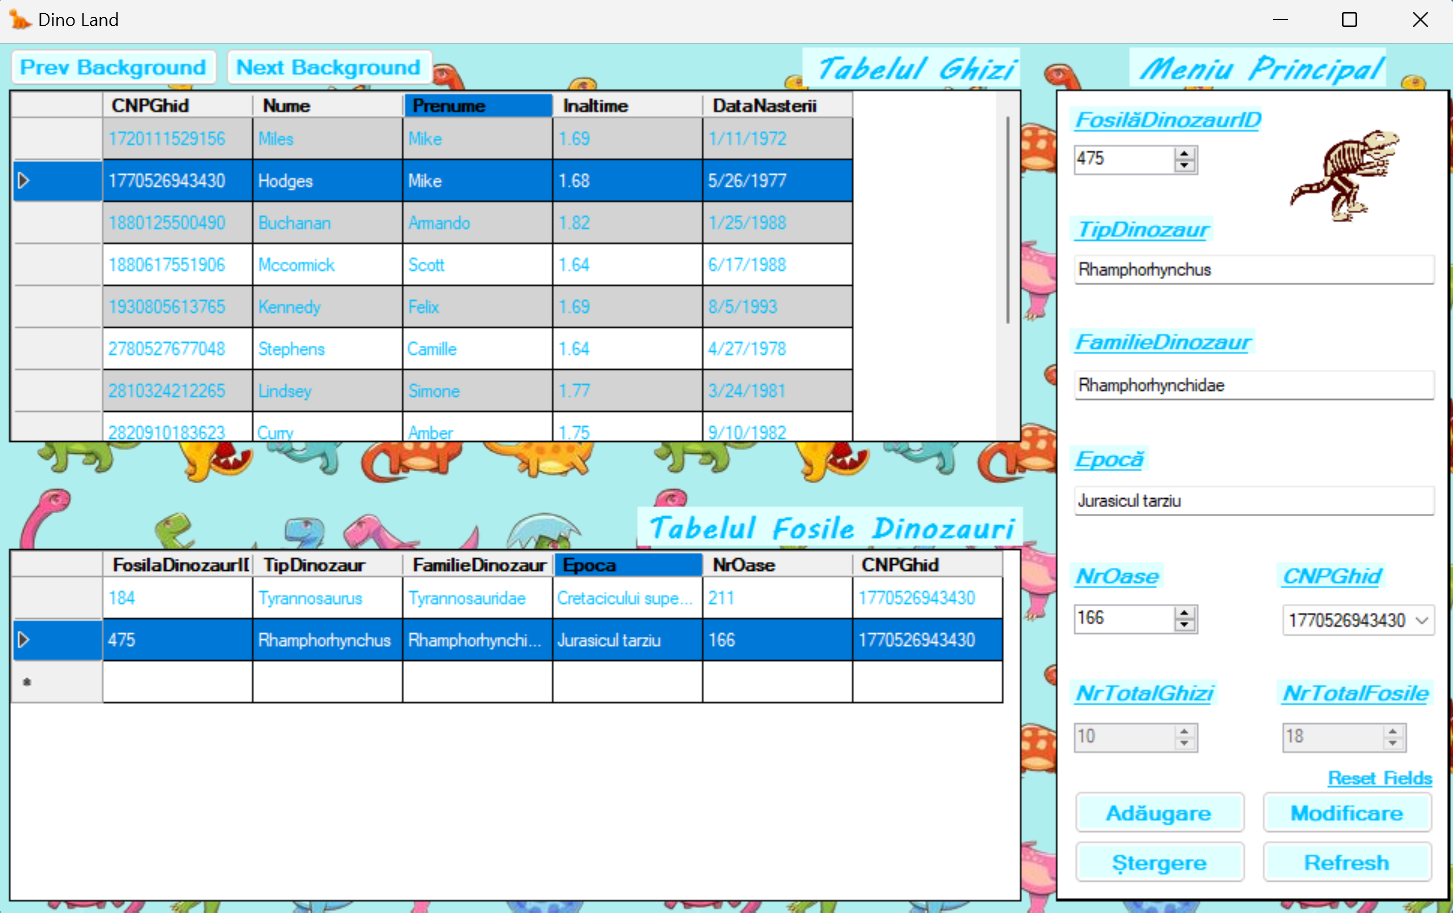 Dino Land
Prev Background Next Background
Tabelul Ghizi
CNPGhid Nume Prenume Inaltime DataNasterii
1720111529156 Miles Mike 1.69 1/11/1972
1770526943430 Hodges Mike 1.68 5/26/1977
1880125500490 Buchanan Armando 1.82 1/25/1988
1880617551906 Mccormick Scott 1.64 6/17/1988
1930805613765 Kennedy Felix 1.69 8/5/1993
2780527677048 Stephens Camille 1.64 4/27/1978
2810324212265 Lindsey Simone 1.77 3/24/1981
2820910183623 Curry Amber 1.75 9/10/1982
Tabelul Fosile Dinozauri
FosilaDinozaurID TipDinozaur FamilieDinozaur Epoca NrOase CNPGhid
184 Tyrannosaurus Tyrannosauridae Cretacicului supe... 211 1770526943430
475 Rhamphorhynchus Rhamphorhynchi... Jurasicul tarziu 166 1770526943430
*
Meniu Principal
FosilăDinozaurID
475
TipDinozaur
Rhamphorhynchus
FamilieDinozaur
Rhamphorhynchidae
Epocă
Jurasicul tarziu
NrOase CNPGhid
166 1770526943430
NrTotalGhizi NrTotalFosile
10 18
Reset Fields
Adăugare Modificare
Ștergere Refresh